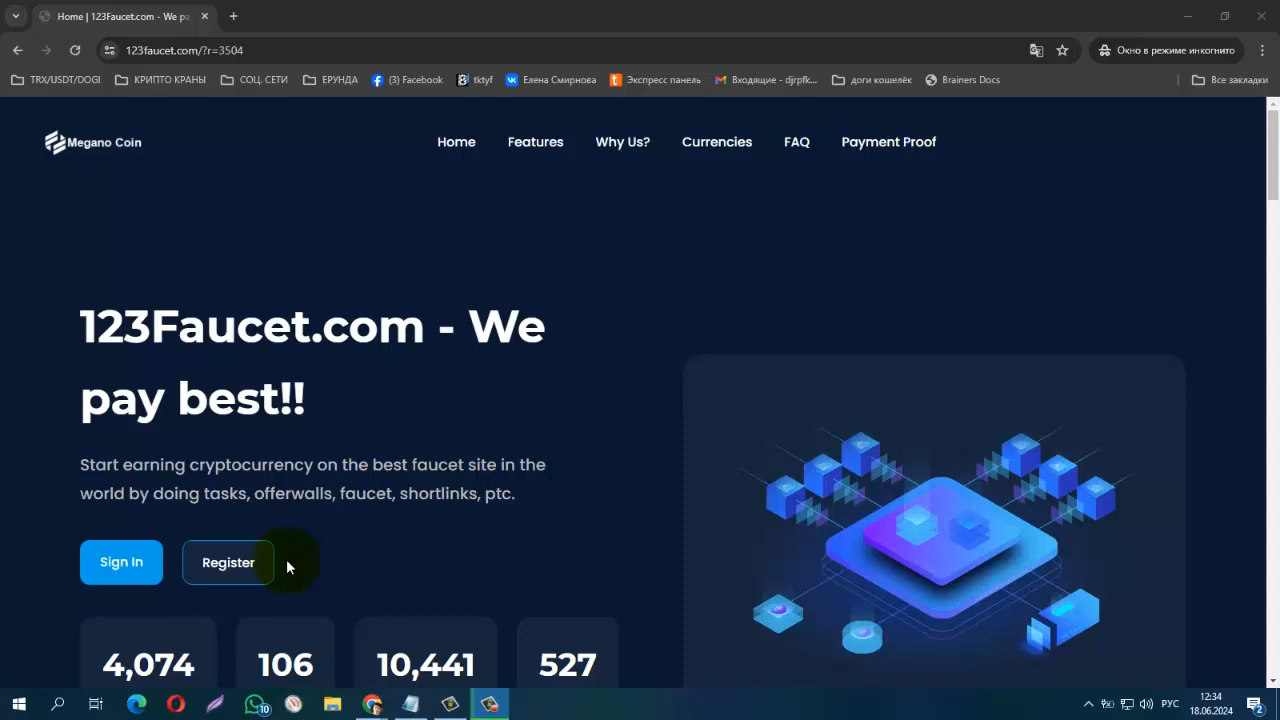 Home | 123Faucet.com - We pa
123faucet.com/?r=3504
Окно в режиме инкогнито
TRX/USDT/DOGI
КРИПТО КРАНЫ
СОЦ. СЕТИ
ЕРУНДА
(3) Facebook
tktyf
Елена Смирнова
Экспресс панель
Входящие - djrpfk...
доги кошелёк
Brainers Docs
Все закладки
Megano Coin
Home
Features
Why Us?
Currencies
FAQ
Payment Proof
123Faucet.com - We
pay best!!
Start earning cryptocurrency on the best faucet site in the
world by doing tasks, offerwalls, faucet, shortlinks, ptc.
Sign In
Register
4,074
106
10,441
527
10
РУС
12:34
18.06.2024
2